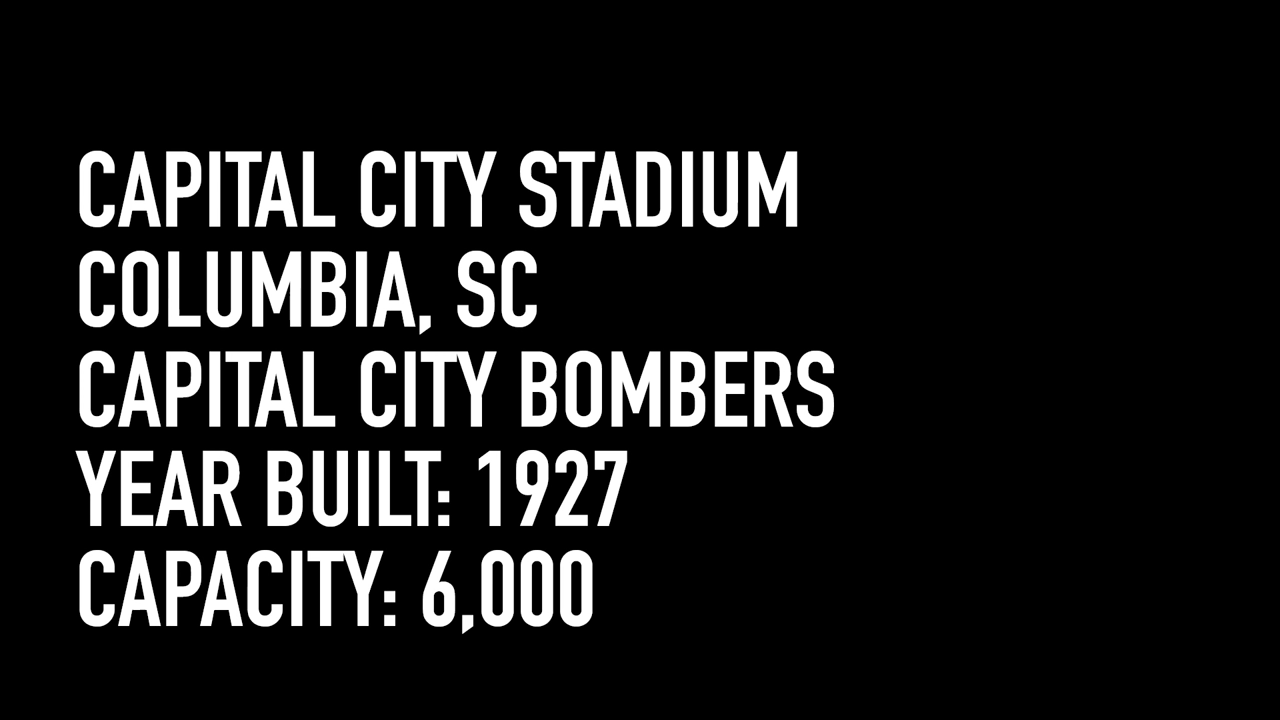 CAPITAL CITY STADIUM
COLUMBIA, SC
CAPITAL CITY BOMBERS
YEAR BUILT: 1927
CAPACITY: 6,000